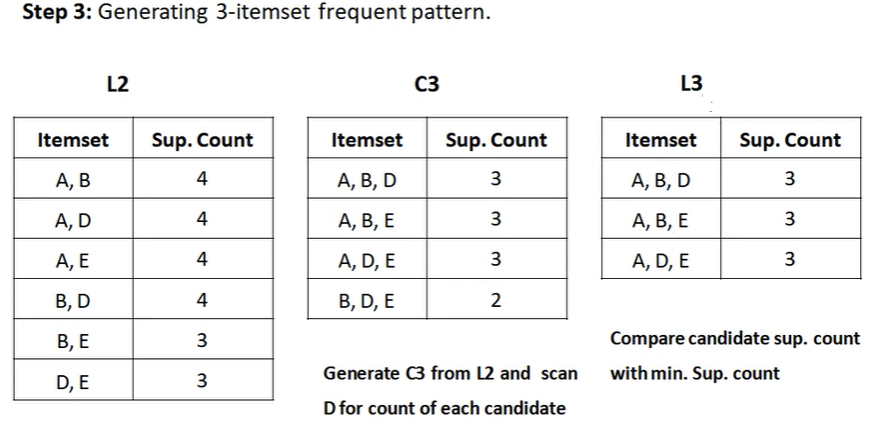 Step 3: Generating 3-itemset frequent pattern.
L2
Itemset Sup. Count
A, B 4
A, D 4
A, E 4
B, D 4
B, E 3
D, E 3
C3
Itemset Sup. Count
A, B, D 3
A, B, E 3
A, D, E 3
B, D, E 2
Generate C3 from L2 and scan
D for count of each candidate
L3
Itemset Sup. Count
A, B, D 3
A, B, E 3
A, D, E 3
Compare candidate sup. count
with min. Sup. count